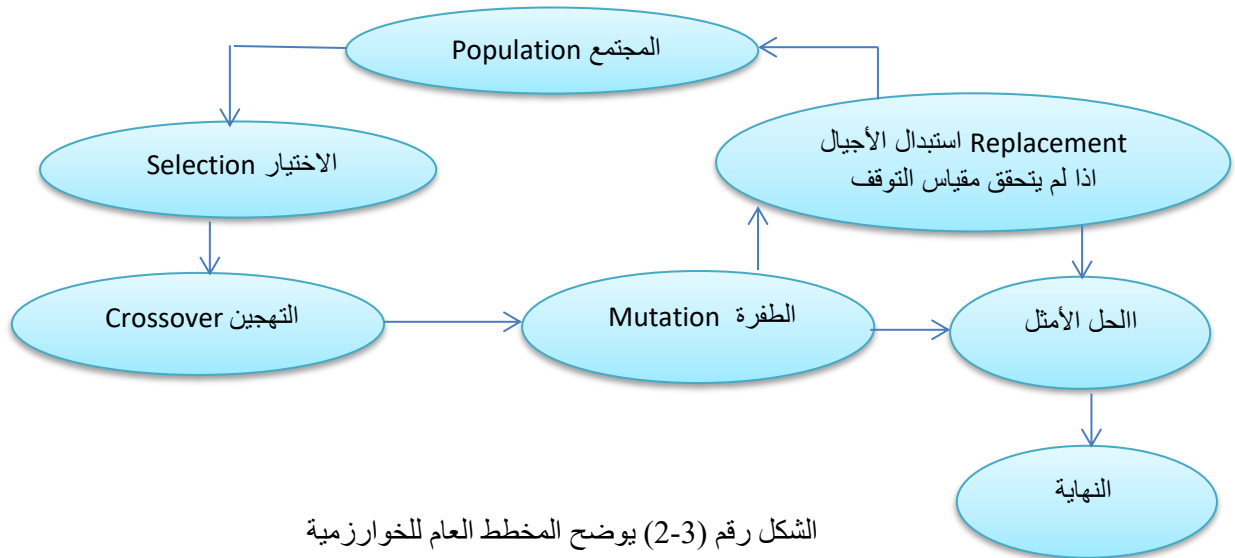 المجتمع Population
الاختيار Selection
Replacement استبدال الأجيال
اذا لم يتحقق مقياس التوقف
التهجين Crossover
الطفرة Mutation
االحل الأمثل
النهاية
الشكل رقم (3-2) يوضح المخطط العام للخوارزمية